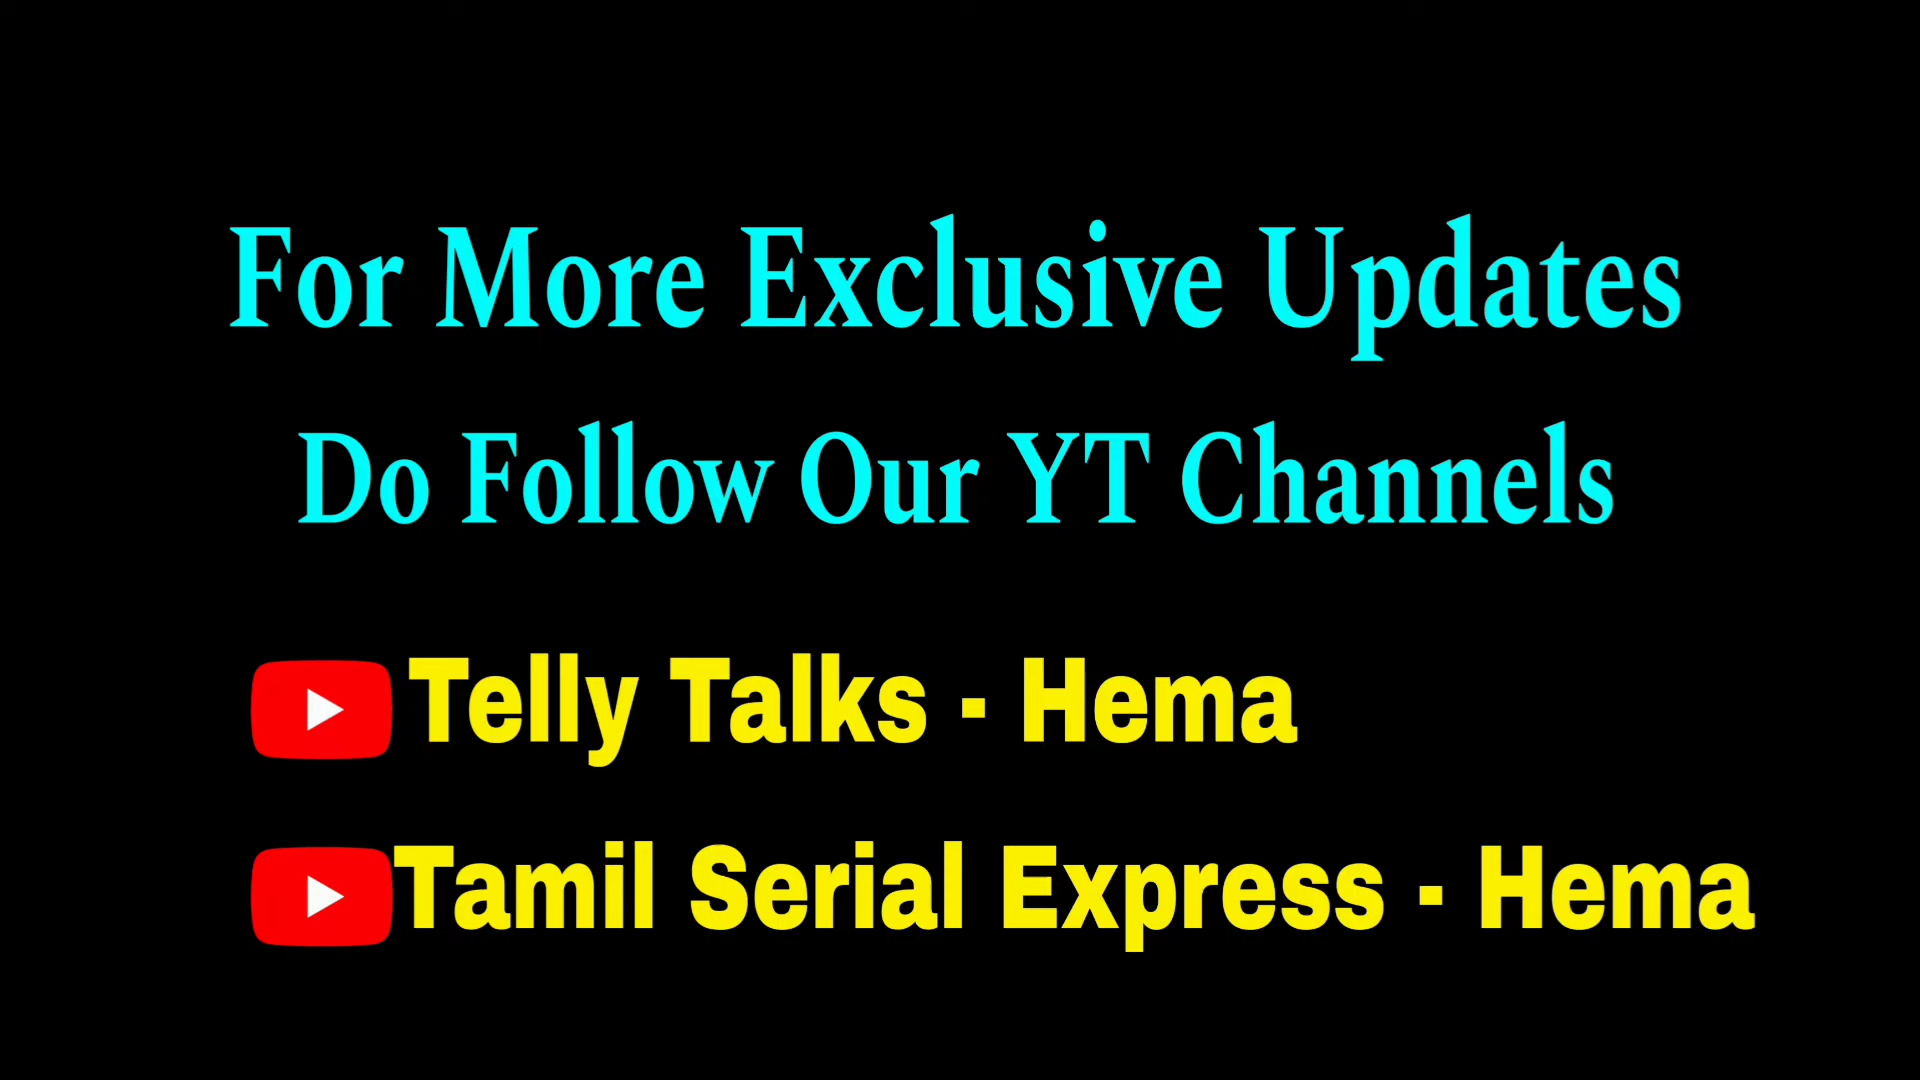 For More Exclusive Updates
Do Follow Our YT Channels
Telly Talks - Hema
Tamil Serial Express - Hema